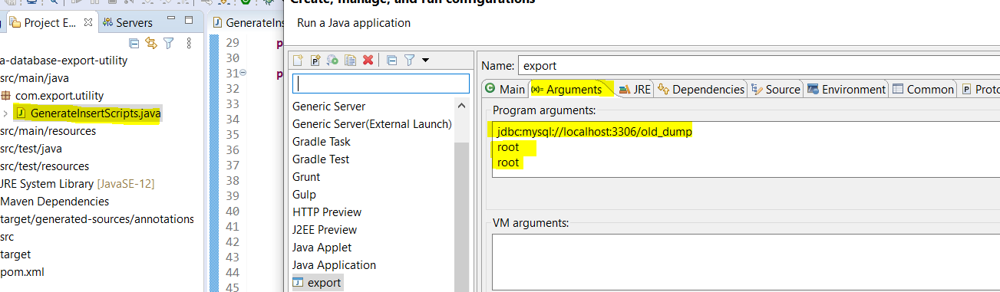 Create, manage, and run configurations
Run a Java application
Project E...
Servers
GenerateIns
a-database-export-utility
src/main/java
com.export.utility
GenerateInsertScripts.java
src/main/resources
src/test/java
src/test/resources
JRE System Library [JavaSE-12]
Maven Dependencies
target/generated-sources/annotations
src
target
pom.xml
29
30
31
32
33
34
35
36
37
38
39
40
41
42
43
44
45
p
p
Generic Server
Generic Server(External Launch)
Gradle Task
Gradle Test
Grunt
Gulp
HTTP Preview
J2EE Preview
Java Applet
Java Application
export
Name: export
Main
(x)= Arguments
JRE
Dependencies
Source
Environment
Common
Proto
Program arguments:
jdbc:mysql://localhost:3306/old_dump
root
root
VM arguments: